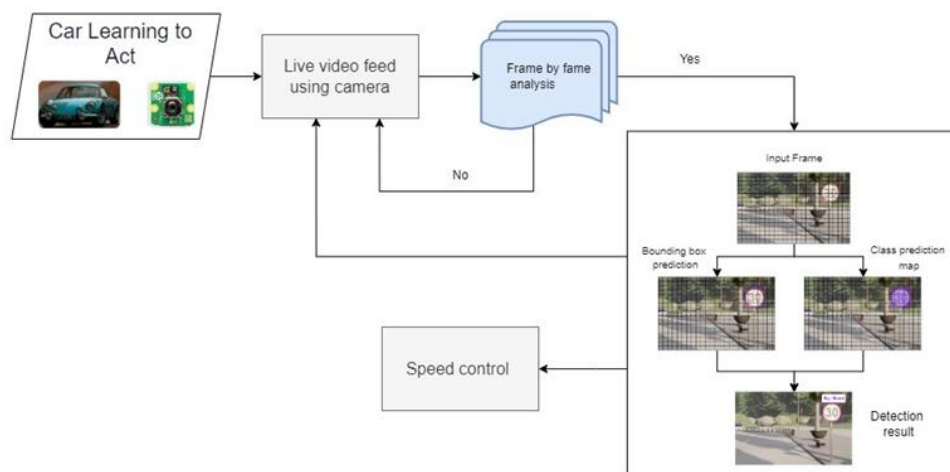 Car Learning to
Act
Live video feed
using camera
Frame by fame
analysis
Yes
No
Input Frame
Bounding box
prediction
Class prediction
map
30
30
30
Speed control
Detection
result